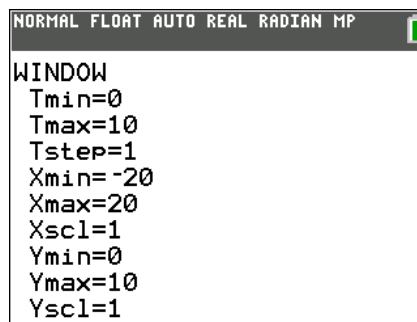 NORMAL FLOAT AUTO REAL RADIAN MP
WINDOW
Tmin=0
Tmax=10
Tstep=1
Xmin=-20
Xmax=20
Xscl=1
Ymin=0
Ymax=10
Yscl=1